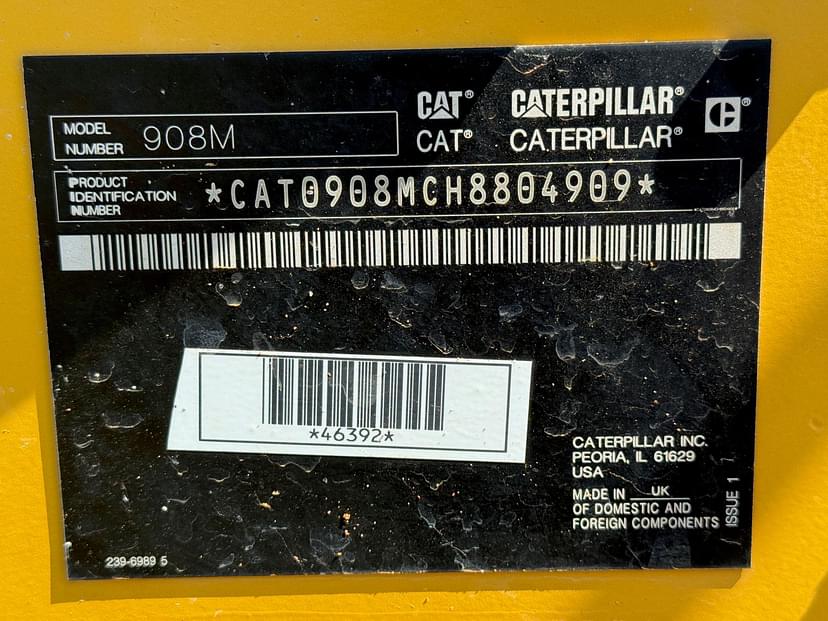 CAT® CATERPILLAR®
CAT® CATERPILLAR®
MODEL
NUMBER 908M
PRODUCT
IDENTIFICATION
NUMBER *CAT0908MCH8804909*
*46392*
CATERPILLAR INC.
PEORIA, IL 61629
USA
MADE IN UK
OF DOMESTIC AND
FOREIGN COMPONENTS
ISSUE 1
239-6989 5